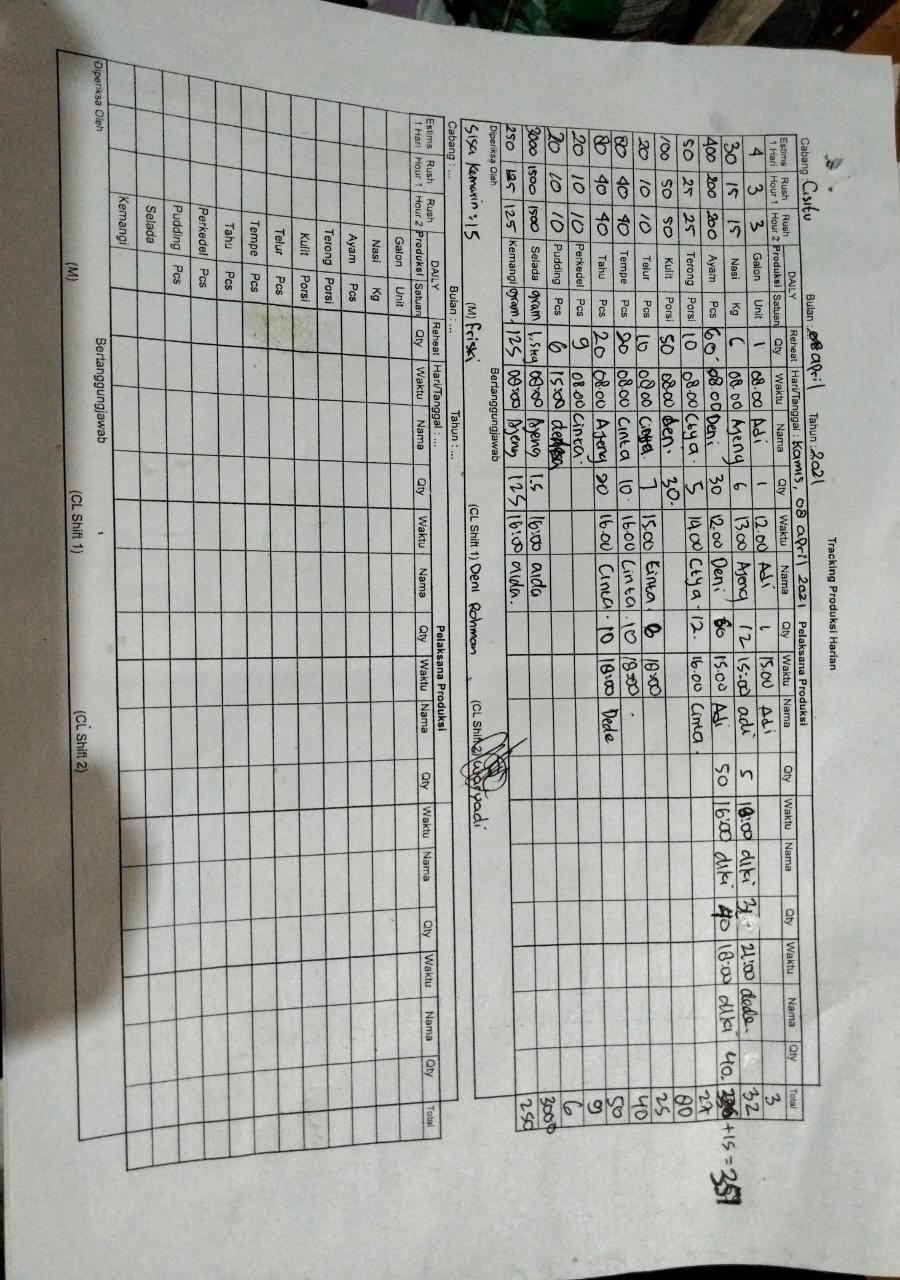 Tracking Produksi Harian
Cabang Cisitu Bulan : 08 april Tahun : 2021
Estims Rush Rush DAILY Reheat Hari/Tanggal : Kamis, 08 april 2021 Pelaksana Produksi Total
1 Hari Hour 1 Hour 2 Produksi Satuan Qty Waktu Nama Qty Waktu Nama Qty Waktu Nama Qty Waktu Nama Qty Waktu Nama Qty
4 3 3 Galon Unit 1 08.00 Adi 1 12.00 Adi 1 15.00 Adi 3
30 15 15 Nasi Kg 6 08.00 Ajeng 6 13.00 Ajeng 12 15:00 adi 5 18:00 diki 3 21:00 dede. 32
400 200 200 Ayam Pcs 60 08.00 Deni 30 12.00 Deni 15.00 Adi 50 16:00 diki 40 18:00 diki 40 +15 =
50 25 25 Terong Porsi 10 08.00 Ctya. 5 14.00 Ctya. 12. 16.00 Cinta. 27
100 50 50 Kulit Porsi 50 08.00 Deni. 30. 80
20 10 10 Telur Pcs 10 08.00 7 15.00 Cinta. 8 18:00 25
80 40 40 Tempe Pcs 20 08.00 Cinta 10. 16.00 Cinta. 10 18:00 40
80 40 40 Tahu Pcs 20 08.00 Ajeng 20 16.00 Cinta. 10 18:00 Dede 50
20 10 10 Perkedel Pcs 9 08.00 Cinta. 9
20 10 10 Pudding Pcs 6 15:00 6
3000 1500 1500 Selada gram 1.5kg 08:00 Ajeng 1.5 16:00 aida 3000
250 125 125 Kemangi gram 125 08:00 Ajeng 125 16:00 aida. 250
Diperiksa Oleh Bertanggungjawab
Sisa Kemarin : 15 (M) friski (CL Shift 1) Deni Rohman (CL Shift 2) Waryadi
Cabang : ... Bulan : ... Tahun : ...
Estims Rush Rush DAILY Reheat Hari/Tanggal : ... Pelaksana Produksi Total
1 Hari Hour 1 Hour 2 Produksi Satuan Qty Waktu Nama Qty Waktu Nama Qty Waktu Nama Qty Waktu Nama Qty Waktu Nama Qty
Galon Unit
Nasi Kg
Ayam Pcs
Terong Porsi
Kulit Porsi
Telur Pcs
Tempe Pcs
Tahu Pcs
Perkedel Pcs
Pudding Pcs
Selada
Kemangi
Diperiksa Oleh Bertanggungjawab
(M) (CL Shift 1) (CL Shift 2)